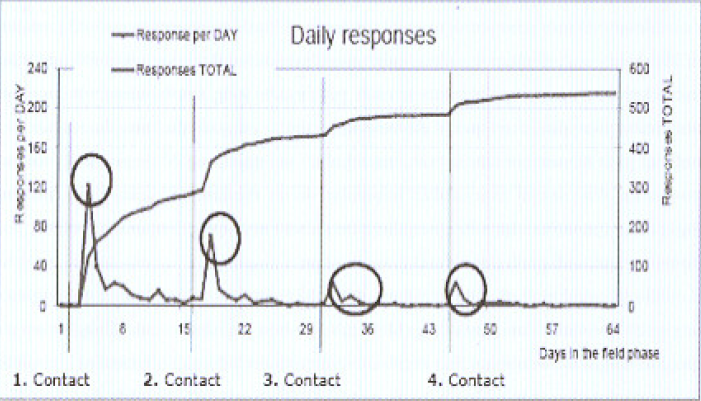 Daily responses
Response per DAY
Responses TOTAL
Responses per DAY
240
200
160
120
80
40
0
Responses TOTAL
600
500
400
300
200
100
0
1 8 15 22 29 36 43 50 57 64
Days in the field phase
1. Contact 2. Contact 3. Contact 4. Contact